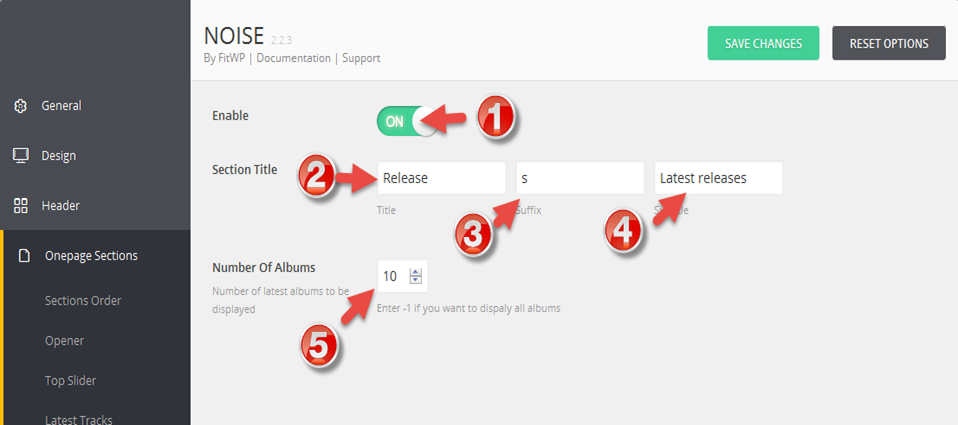 NOISE 2.2.3
By FitWP | Documentation | Support
SAVE CHANGES
RESET OPTIONS
General
Design
Header
Onepage Sections
Sections Order
Opener
Top Slider
Latest Tracks
Enable
ON
1
Section Title
2
Release
s
Latest releases
Title
3
Suffix
4
Number Of Albums
Number of latest albums to be
displayed
10
Enter -1 if you want to dispaly all albums
5